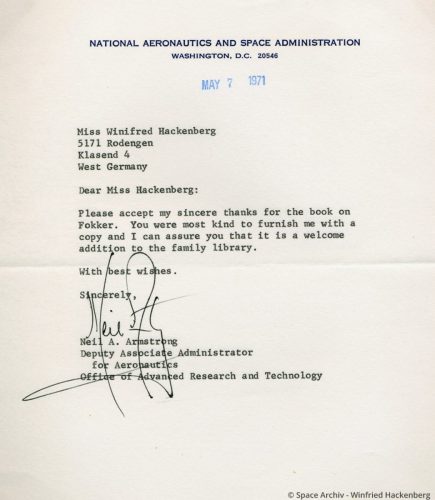 NATIONAL AERONAUTICS AND SPACE ADMINISTRATION
WASHINGTON, D.C. 20546
MAY 7 1971
Miss Winifred Hackenberg
5171 Rodengen
Klasend 4
West Germany
Dear Miss Hackenberg:
Please accept my sincere thanks for the book on
Fokker. You were most kind to furnish me with a
copy and I can assure you that it is a welcome
addition to the family library.
With best wishes.
Sincerely,
Neil
Neil A. Armstrong
Deputy Associate Administrator
for Aeronautics
Office of Advanced Research and Technology
© Space Archiv - Winfried Hackenberg